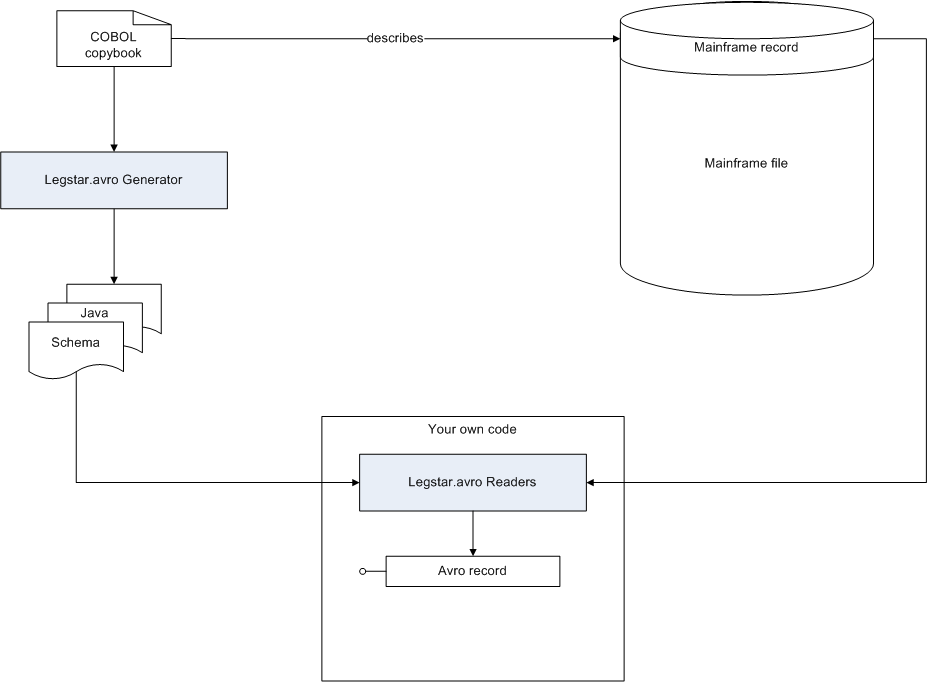 COBOL
copybook
describes
Mainframe record
Mainframe file
Legstar.avro Generator
Java
Schema
Your own code
Legstar.avro Readers
Avro record